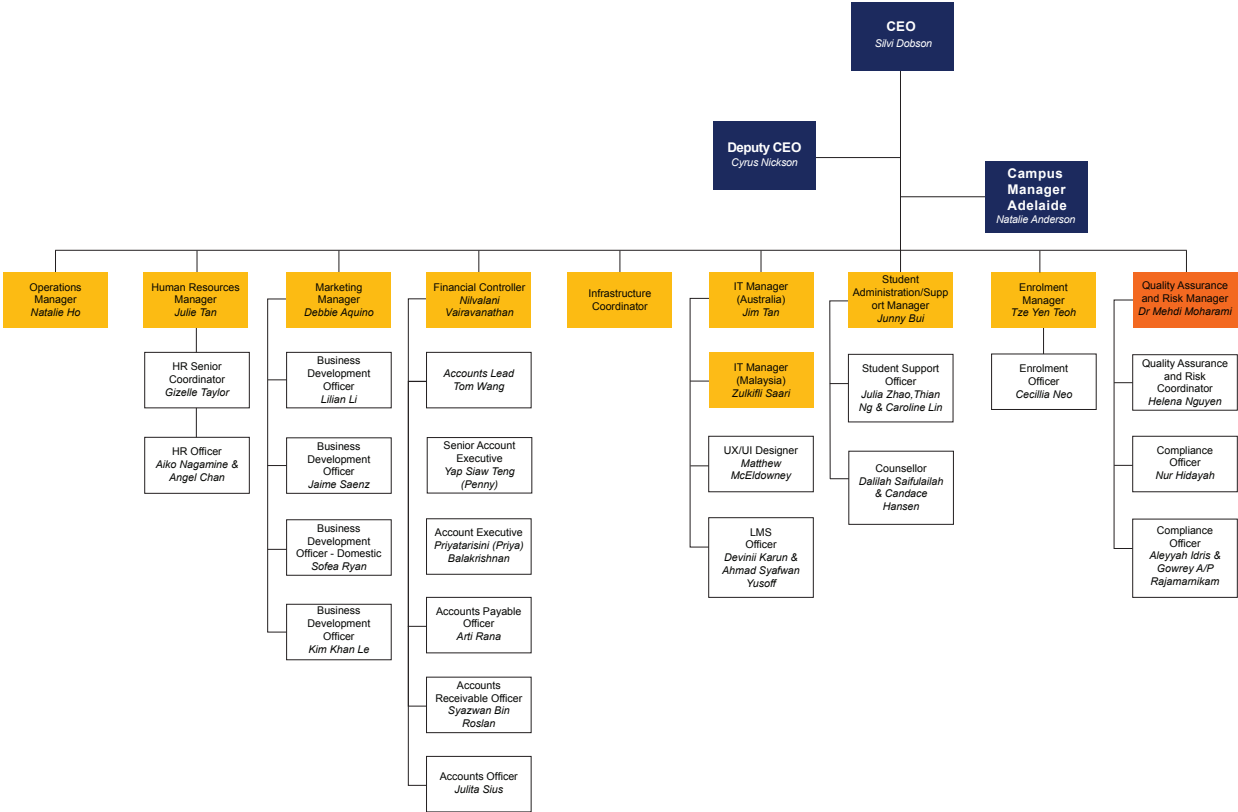 CEO
Silvi Dobson
Deputy CEO
Cyrus Nickson
Campus
Manager
Adelaide
Natalie Anderson
Operations
Manager
Natalie Ho
Human Resources
Manager
Julie Tan
HR Senior
Coordinator
Gizelle Taylor
HR Officer
Aiko Nagamine &
Angel Chan
Marketing
Manager
Debbie Aquino
Business
Development
Officer
Lilian Li
Business
Development
Officer
Jaime Saenz
Business
Development
Officer - Domestic
Sofea Ryan
Business
Development
Officer
Kim Khan Le
Financial Controller
Nilvalani
Vairavanathan
Accounts Lead
Tom Wang
Senior Account
Executive
Yap Siaw Teng
(Penny)
Account Executive
Priyatarisini (Priya)
Balakrishnan
Accounts Payable
Officer
Arti Rana
Accounts
Receivable Officer
Syazwan Bin
Roslan
Accounts Officer
Julita Sius
Infrastructure
Coordinator
IT Manager
(Australia)
Jim Tan
IT Manager
(Malaysia)
Zulkifli Saari
UX/UI Designer
Matthew
McEldowney
LMS
Officer
Devinii Karun &
Ahmad Syafwan
Yusoff
Student
Administration/Supp
ort Manager
Junny Bui
Student Support
Officer
Julia Zhao,Thian
Ng & Caroline Lin
Counsellor
Dalilah Saifulailah
& Candace
Hansen
Enrolment
Manager
Tze Yen Teoh
Enrolment
Officer
Cecillia Neo
Quality Assurance
and Risk Manager
Dr Mehdi Moharami
Quality Assurance
and Risk
Coordinator
Helena Nguyen
Compliance
Officer
Nur Hidayah
Compliance
Officer
Aleyyah Idris &
Gowrey A/P
Rajamarnikam